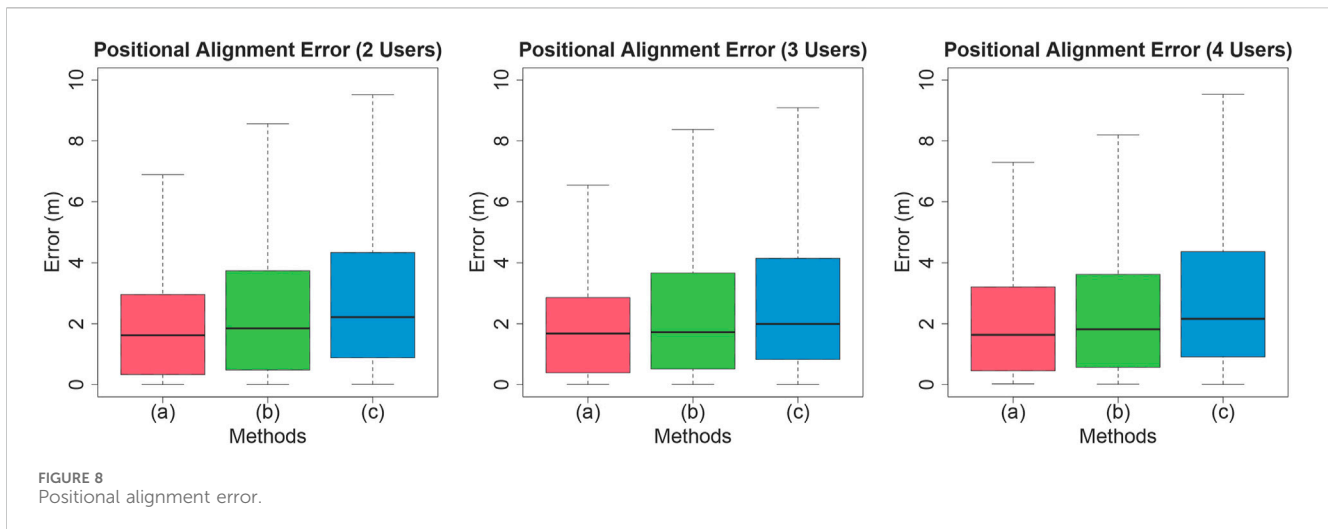 Positional Alignment Error (2 Users)
Error (m)
0
2
4
6
8
10
(a)
(b)
(c)
Methods
Positional Alignment Error (3 Users)
Error (m)
0
2
4
6
8
10
(a)
(b)
(c)
Methods
Positional Alignment Error (4 Users)
Error (m)
0
2
4
6
8
10
(a)
(b)
(c)
Methods
FIGURE 8
Positional alignment error.